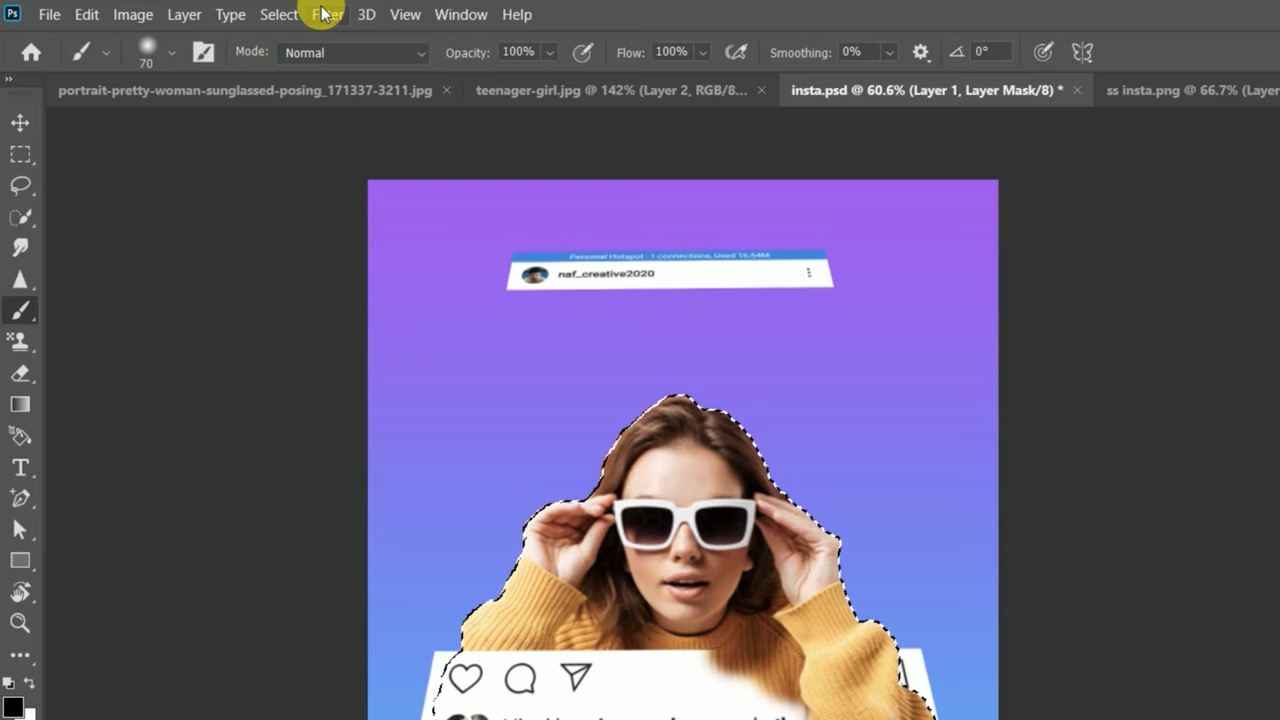 Ps File Edit Image Layer Type Select Filter 3D View Window Help
70 Mode: Normal Opacity: 100% Flow: 100% Smoothing: 0% 0°
portrait-pretty-woman-sunglassed-posing_171337-3211.jpg × teenager-girl.jpg @ 142% (Layer 2, RGB/8... × insta.psd @ 60.6% (Layer 1, Layer Mask/8) * × ss insta.png @ 66.7% (Layer
Personal Hotspot : 1 connections, Used 16.64M
naf_creative2020